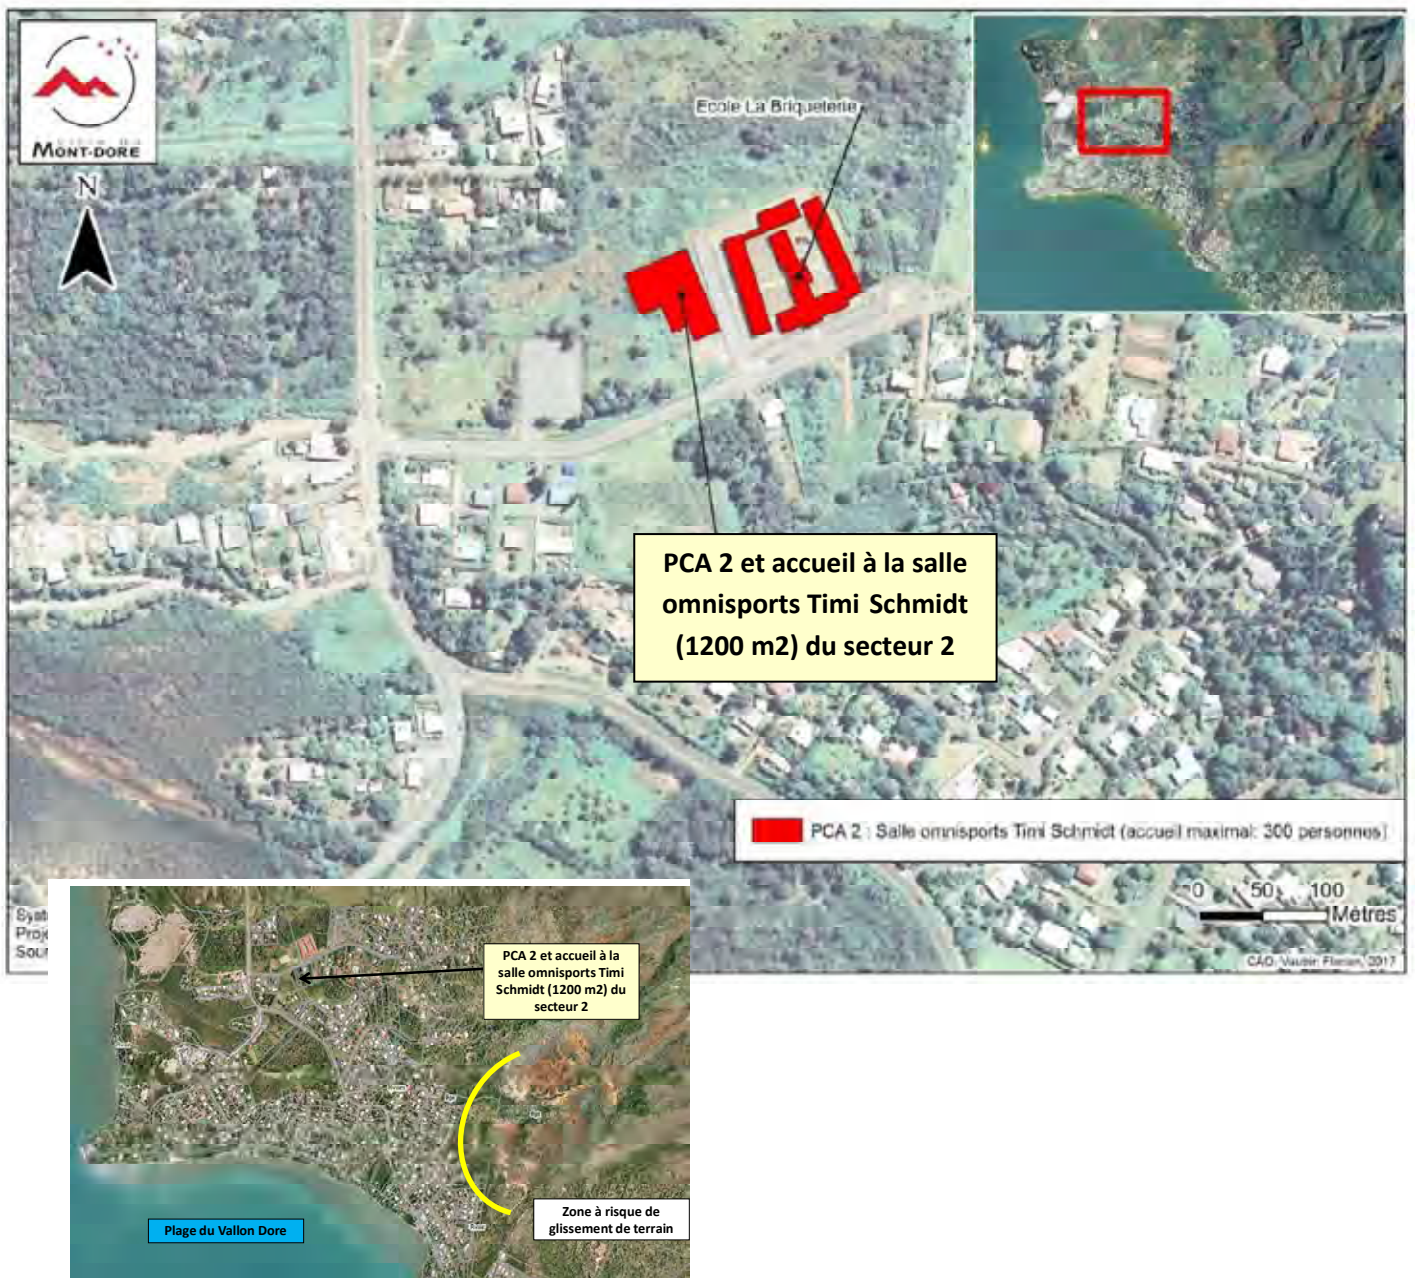 MONT-DORE
N
Ecole La Briqueterie
PCA 2 et accueil à la salle
omnisports Timi Schmidt
(1200 m2) du secteur 2
PCA 2 : Salle omnisports Timi Schmidt (accueil maximal: 300 personnes)
0 50 100
Mètres
Syst
Proj
Sour
CAO: Vautrin Florian, 2017
PCA 2 et accueil à la
salle omnisports Timi
Schmidt (1200 m2) du
secteur 2
Zone à risque de
glissement de terrain
Plage du Vallon Dore